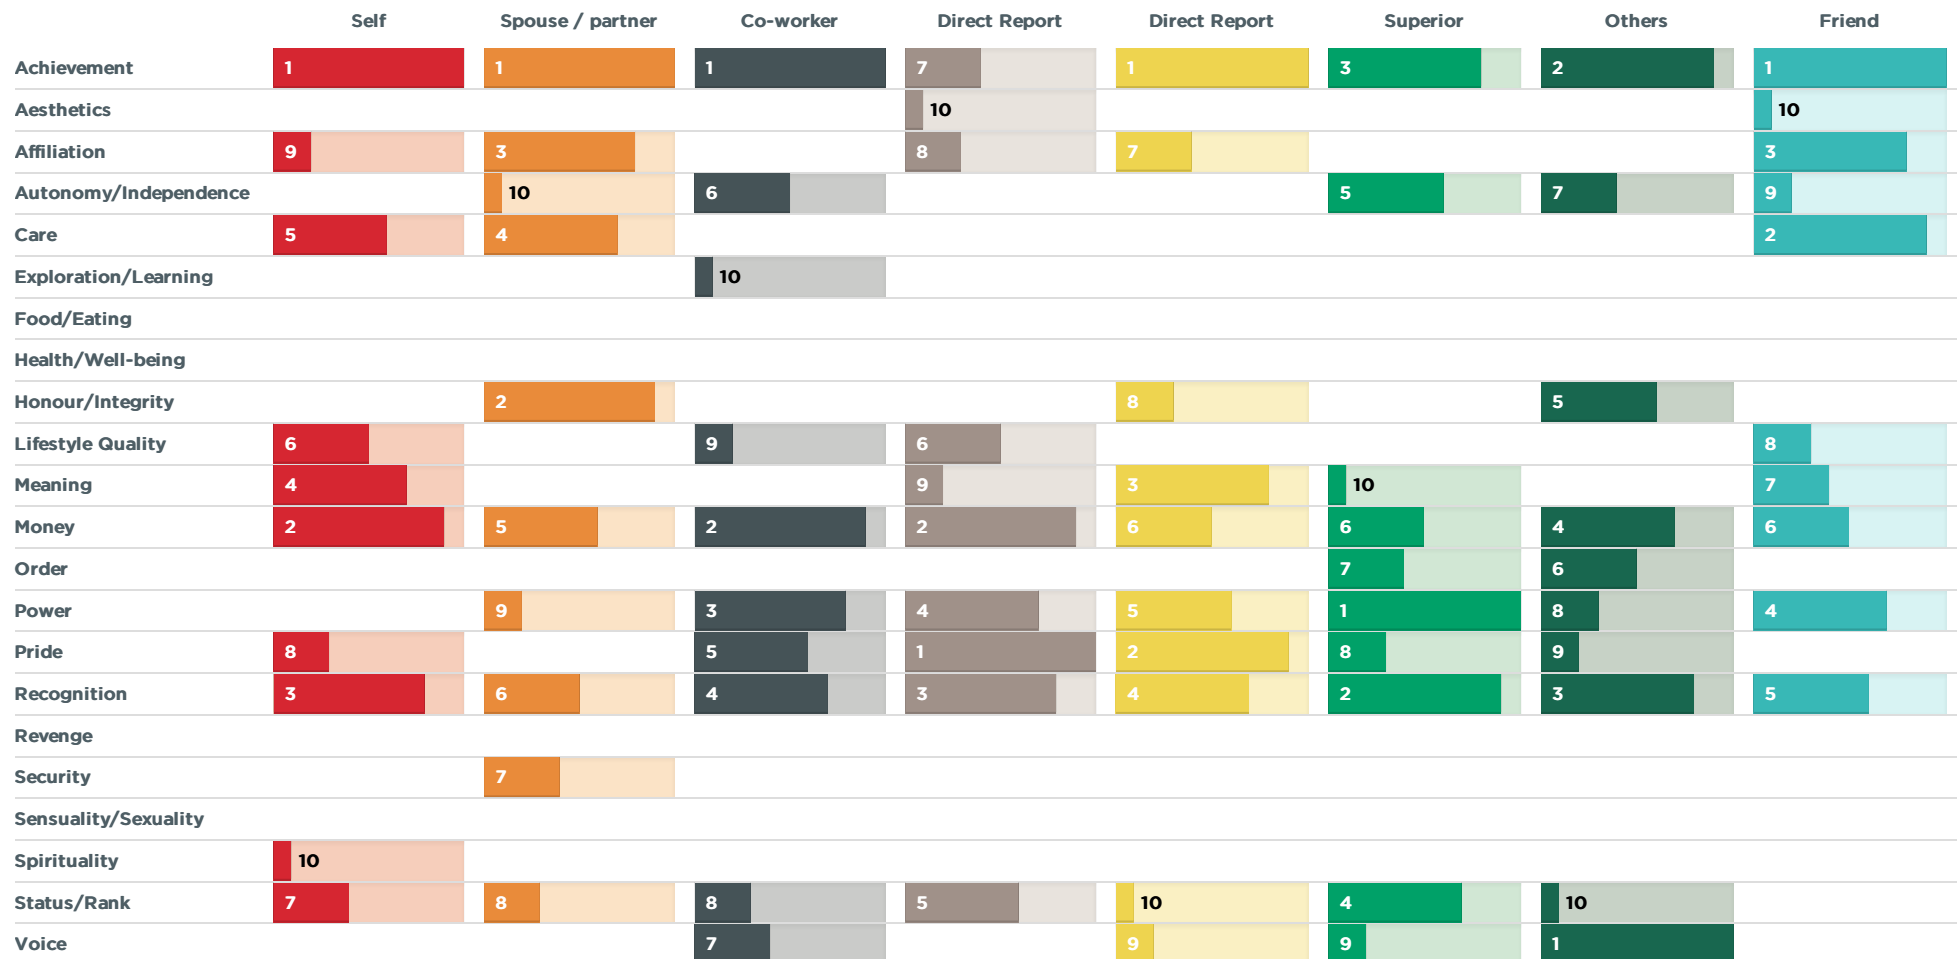 Self Spouse / partner Co-worker Direct Report Direct Report Superior Others Friend
Achievement 1 1 1 7 1 3 2 1
Aesthetics 10 10
Affiliation 9 3 8 7 3
Autonomy/Independence 10 6 5 7 9
Care 5 4 2
Exploration/Learning 10
Food/Eating
Health/Well-being
Honour/Integrity 2 8 5
Lifestyle Quality 6 9 6 8
Meaning 4 9 3 10 7
Money 2 5 2 2 6 6 4 6
Order 7 6
Power 9 3 4 5 1 8 4
Pride 8 5 1 2 8 9
Recognition 3 6 4 3 4 2 3 5
Revenge
Security 7
Sensuality/Sexuality
Spirituality 10
Status/Rank 7 8 8 5 10 4 10
Voice 7 9 9 1